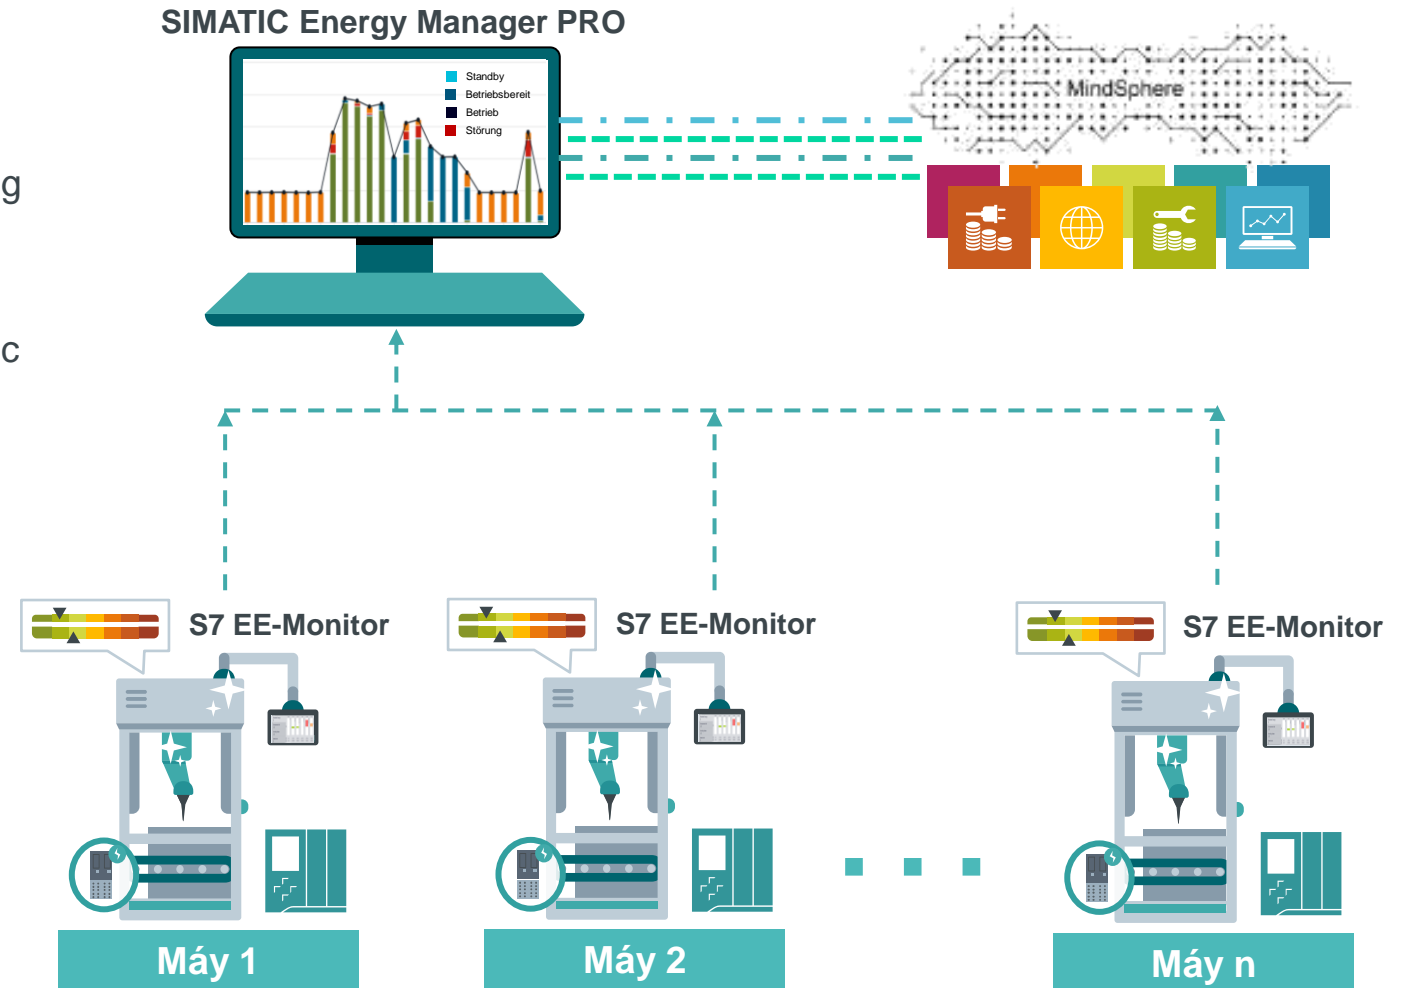 SIMATIC Energy Manager PRO
Standby
Betriebsbereit
Betrieb
Störung
MindSphere
g
c
S7 EE-Monitor
S7 EE-Monitor
S7 EE-Monitor
Máy 1
Máy 2
Máy n